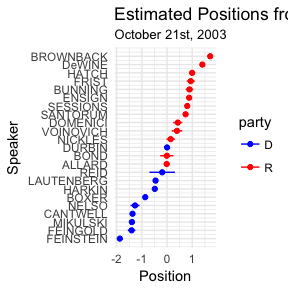 Estimated Positions fro
October 21st, 2003
BROWNBACK
DeWINE
HATCH
FRIST
BUNNING
ENSIGN
SESSIONS
SANTORUM
DOMENICI
VOINOVICH
NICKLES
DURBIN
BOND
ALLARD
REID
LAUTENBERG
HARKIN
BOXER
NELSO
CANTWELL
MIKULSKI
FEINGOLD
FEINSTEIN
Speaker
-2 -1 0 1 2
Position
party
D
R